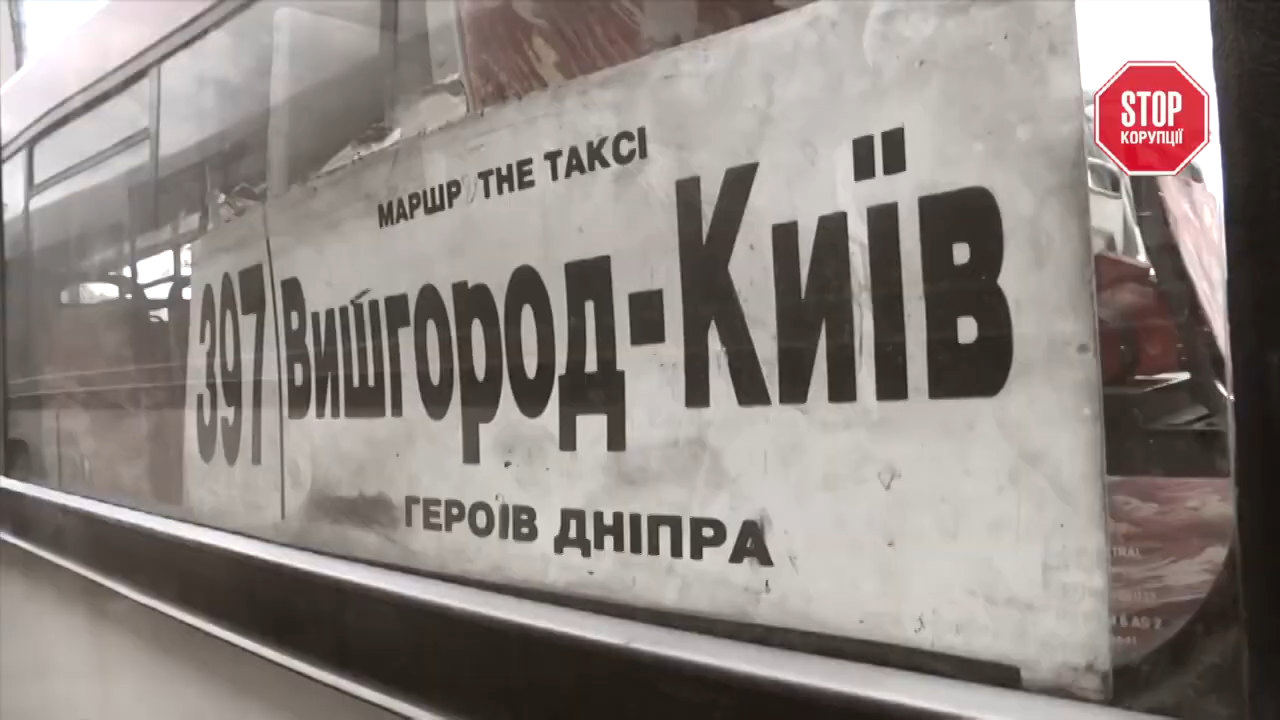 МАРШРУТНЕ ТАКСІ
397 Вишгород-Київ
ГЕРОЇВ ДНІПРА
STOP
КОРУПЦІЇ